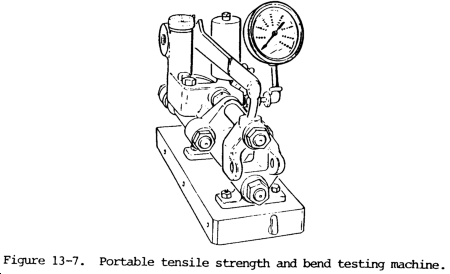 Figure 13-7. Portable tensile strength and bend testing machine.